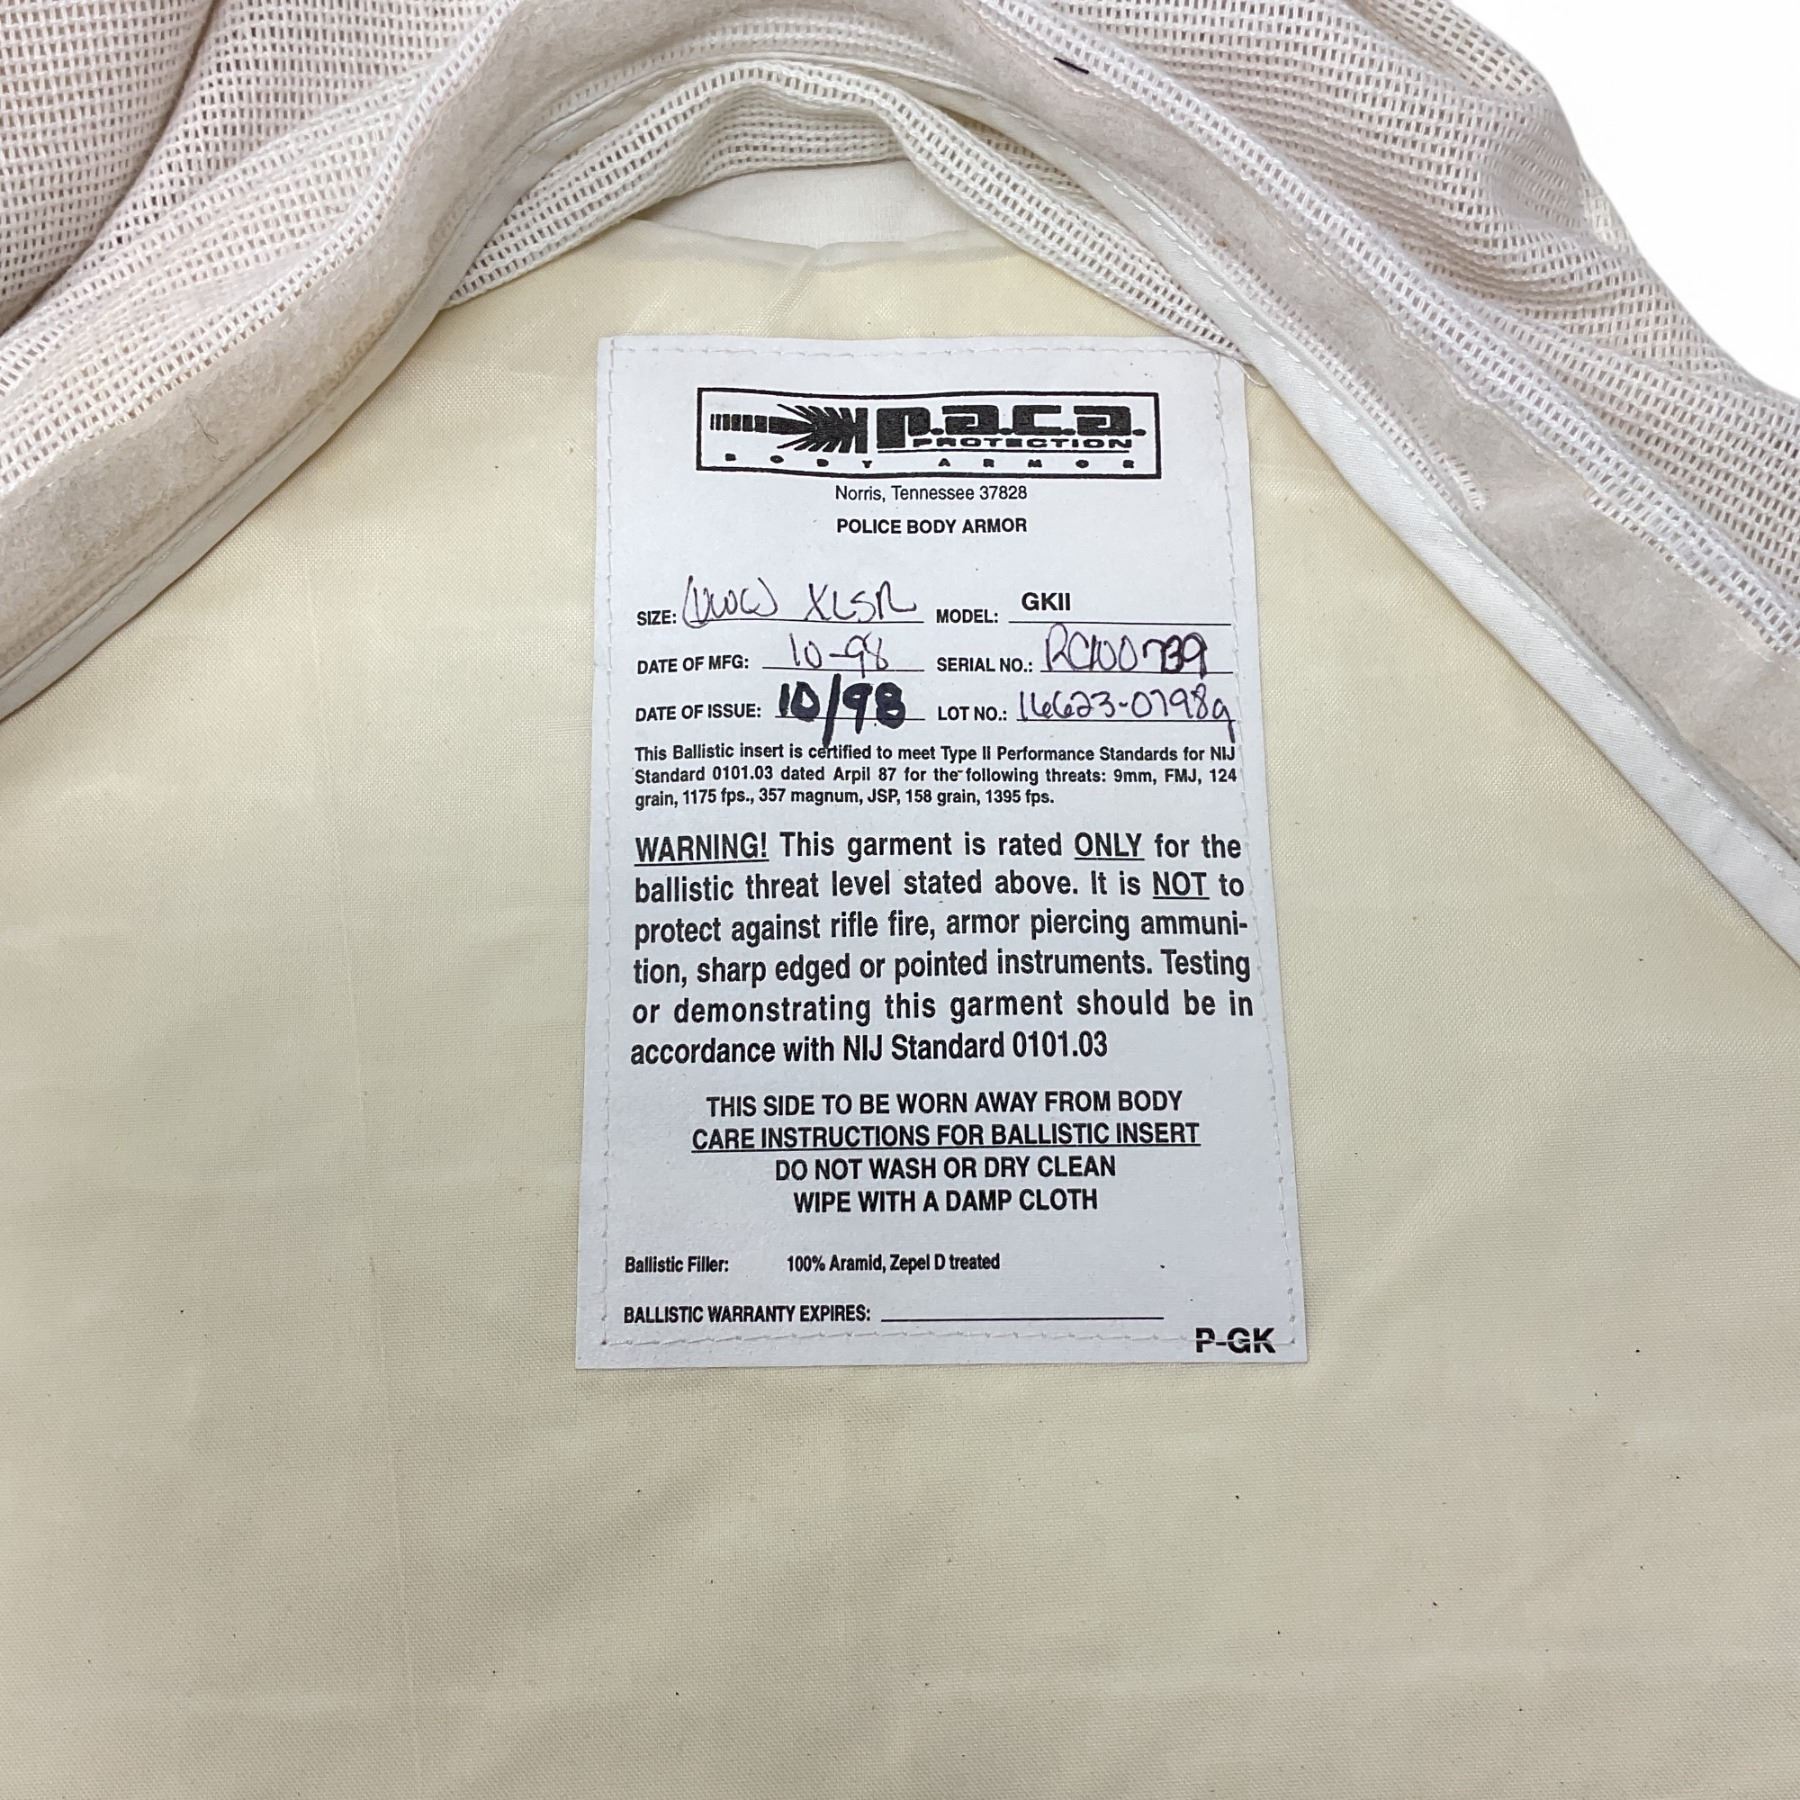 p.a.c.a.
PROTECTION
BODY ARMOR
Norris, Tennessee 37828
POLICE BODY ARMOR
SIZE: XLSR MODEL: GKII
DATE OF MFG: 10-98 SERIAL NO.:
DATE OF ISSUE: 10/98 LOT NO.: 16623-07989
This Ballistic insert is certified to meet Type II Performance Standards for NIJ
Standard 0101.03 dated Arpil 87 for the following threats: 9mm, FMJ, 124
grain, 1175 fps., 357 magnum, JSP, 158 grain, 1395 fps.
WARNING! This garment is rated ONLY for the
ballistic threat level stated above. It is NOT to
protect against rifle fire, armor piercing ammuni-
tion, sharp edged or pointed instruments. Testing
or demonstrating this garment should be in
accordance with NIJ Standard 0101.03
THIS SIDE TO BE WORN AWAY FROM BODY
CARE INSTRUCTIONS FOR BALLISTIC INSERT
DO NOT WASH OR DRY CLEAN
WIPE WITH A DAMP CLOTH
Ballistic Filler: 100% Aramid, Zepel D treated
BALLISTIC WARRANTY EXPIRES:
P-GK